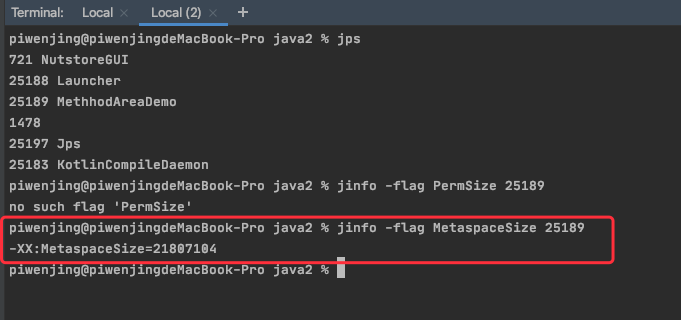 Terminal: Local × Local (2) × +
piwenjing@piwenjingdeMacBook-Pro java2 % jps
721 NutstoreGUI
25188 Launcher
25189 MethhodAreaDemo
1478
25197 Jps
25183 KotlinCompileDaemon
piwenjing@piwenjingdeMacBook-Pro java2 % jinfo -flag PermSize 25189
no such flag 'PermSize'
piwenjing@piwenjingdeMacBook-Pro java2 % jinfo -flag MetaspaceSize 25189
-XX:MetaspaceSize=21807104
piwenjing@piwenjingdeMacBook-Pro java2 %